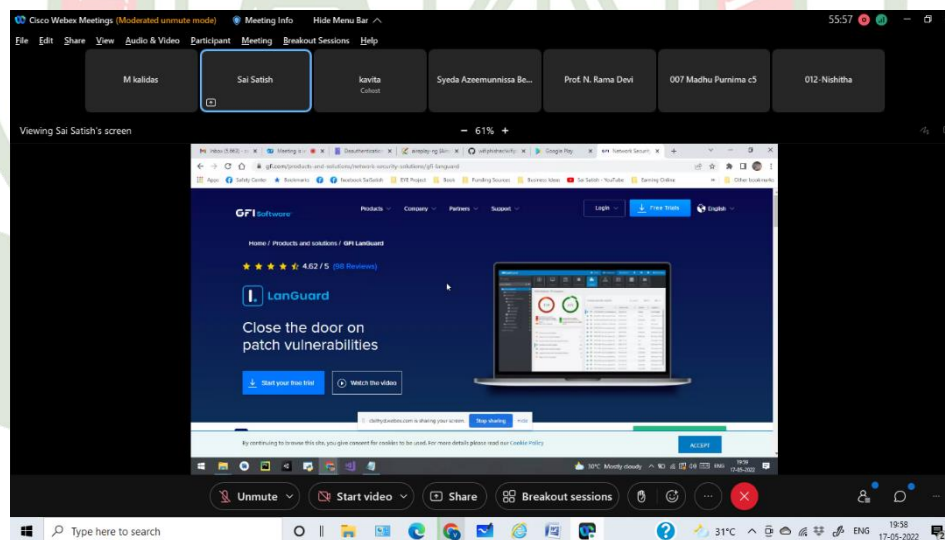 Cisco Webex Meetings (Moderated unmute mode) Meeting Info Hide Menu Bar 55:57
File Edit Share View Audio & Video Participant Meeting Breakout Sessions Help
M kalidas
Sai Satish
kavita
Cohost
Syeda Azeemunnissa Be...
Prof. N. Rama Devi
007 Madhu Purnima c5
012-Nishitha
Viewing Sai Satish's screen
− 61% +
Google Play
gfi.com/products-and-solutions/network-security-solutions/gfi-languard
Apps Safety Center Bookmarks facebook SaiSatish EYE Project Book Funding Sources Business Ideas Sai Satish - YouTube Earning Online Other bookmarks
GFI Software Products Company Partners Support Login Free Trials English
Home / Products and solutions / GFI LanGuard
4.62 / 5 (98 Reviews)
LanGuard
Close the door on
patch vulnerabilities
Start your free trial Watch the video
is sharing your screen. Stop sharing Hide
By continuing to browse this site, you give consent for cookies to be used. For more details please read our Cookie Policy ACCEPT
30°C Mostly cloudy ENG 19:58
17-05-2022
Unmute Start video Share Breakout sessions
Type here to search 31°C ENG 19:58
17-05-2022